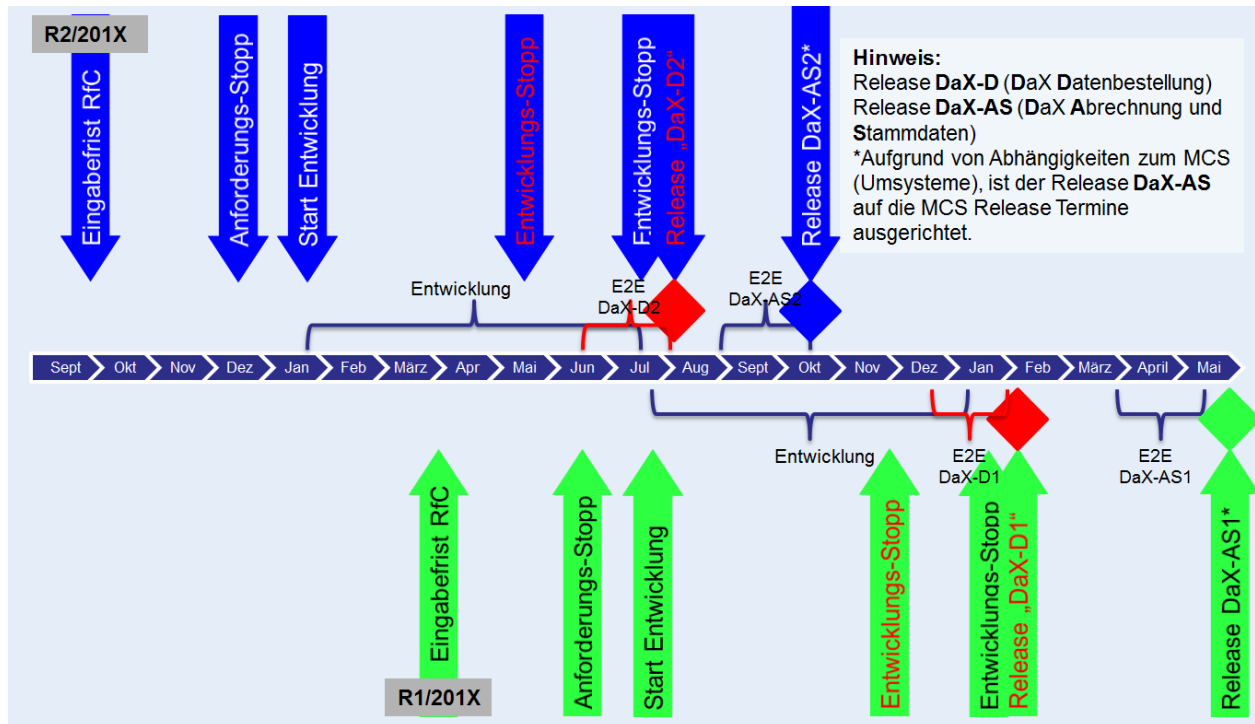 R2/201X
Eingabefrist RfC
Anforderungs-Stopp
Start Entwicklung
Entwicklungs-Stopp
Entwicklungs-Stopp
Release „DaX-D2“
Release DaX-AS2*
Hinweis:
Release DaX-D (DaX Datenbestellung)
Release DaX-AS (DaX Abrechnung und
Stammdaten)
*Aufgrund von Abhängigkeiten zum MCS
(Umsysteme), ist der Release DaX-AS
auf die MCS Release Termine
ausgerichtet.
Entwicklung
E2E
DaX-D2
E2E
DaX-AS2
Sept Okt Nov Dez Jan Feb März Apr Mai Jun Jul Aug Sept Okt Nov Dez Jan Feb März April Mai
Entwicklung
E2E
DaX-D1
E2E
DaX-AS1
Eingabefrist RfC
Anforderungs-Stopp
Start Entwicklung
Entwicklungs-Stopp
Entwicklungs-Stopp
Release „DaX-D1“
Release DaX-AS1*
R1/201X